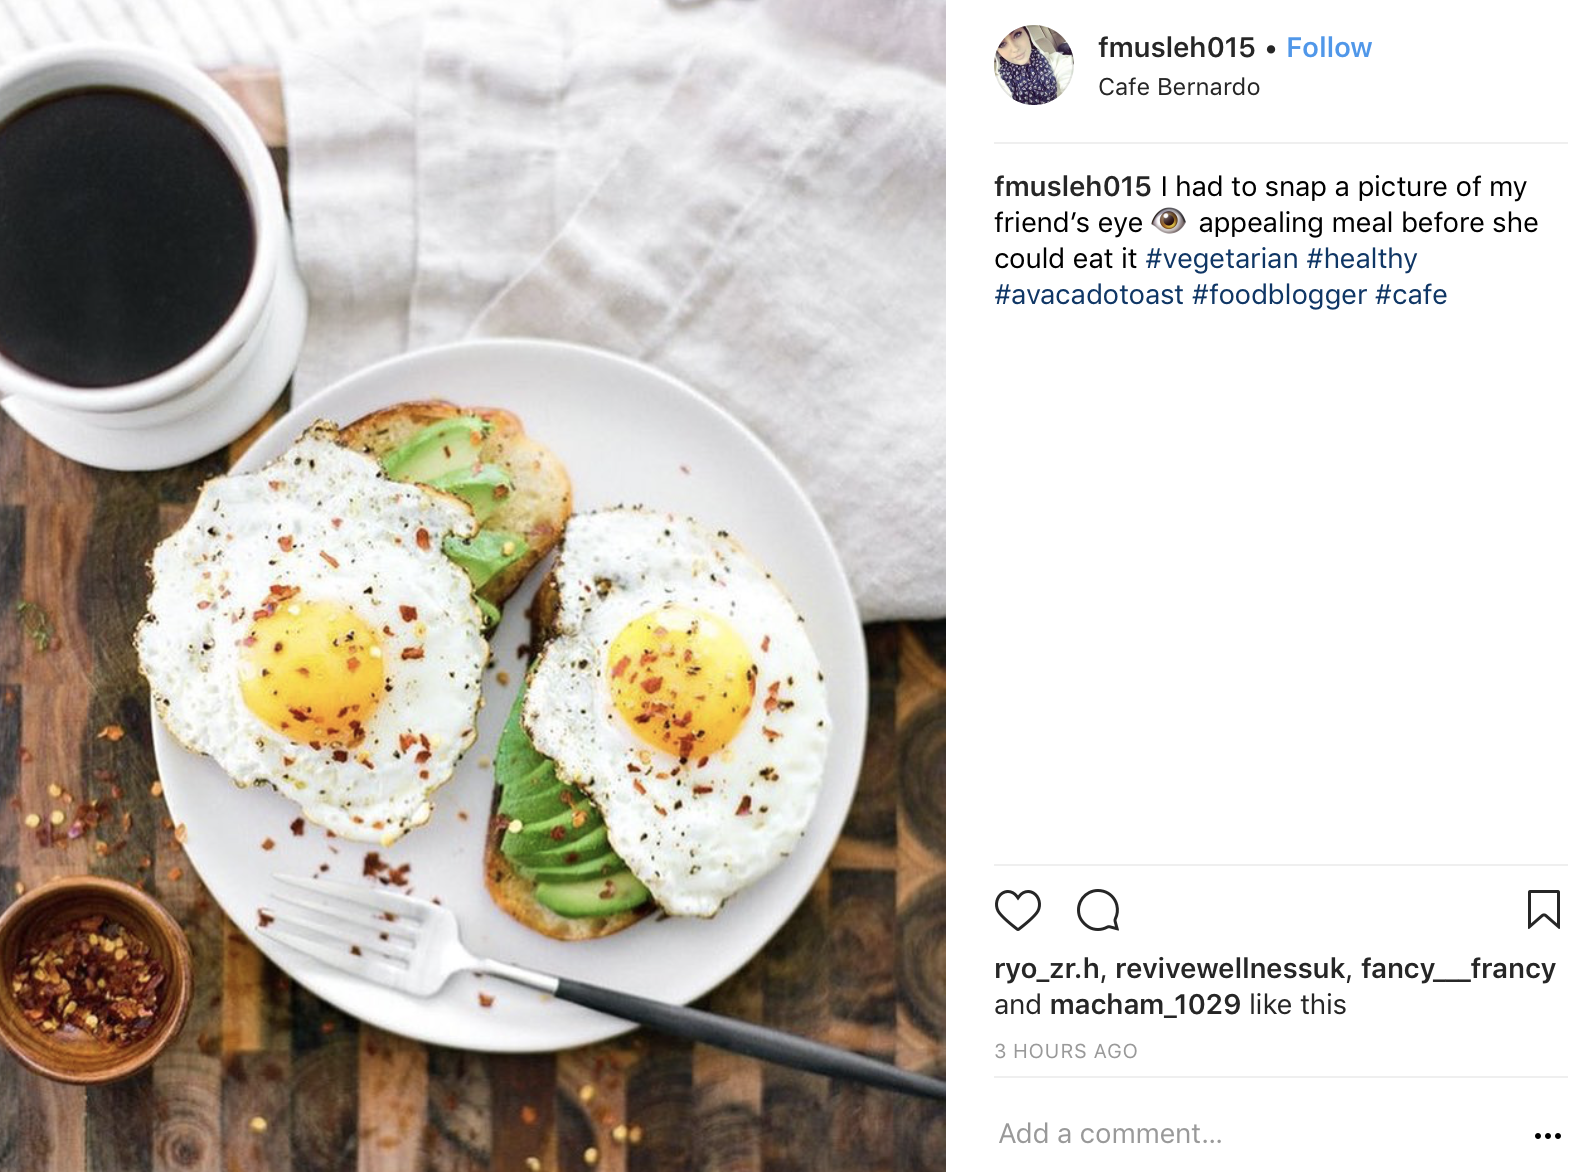 fmusleh015 • Follow
Cafe Bernardo
fmusleh015 I had to snap a picture of my
friend’s eye 👁 appealing meal before she
could eat it #vegetarian #healthy
#avacadotoast #foodblogger #cafe
ryo_zr.h, revivewellnessuk, fancy___francy
and macham_1029 like this
3 HOURS AGO
Add a comment...